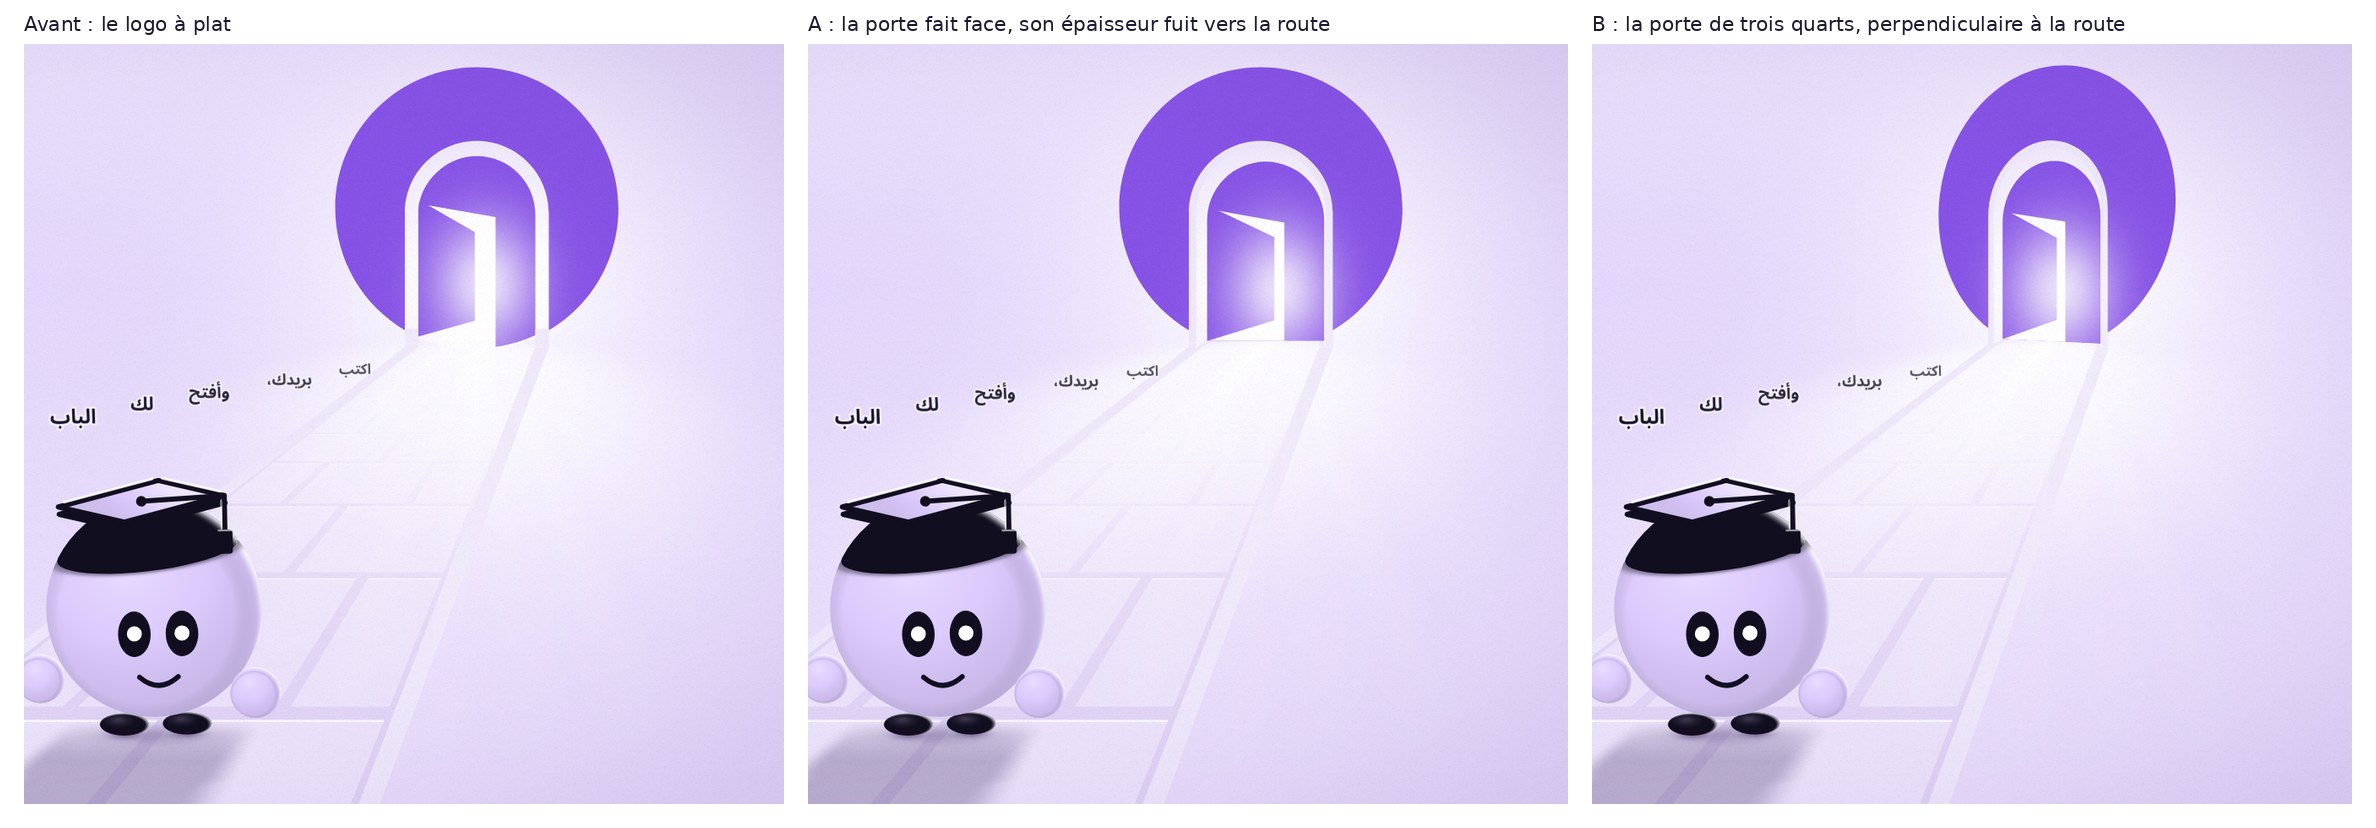 Avant : le logo à plat
A : la porte fait face, son épaisseur fuit vers la route
B : la porte de trois quarts, perpendiculaire à la route
اكتب بريدك، وأفتح لك الباب
اكتب بريدك، وأفتح لك الباب
اكتب بريدك، وأفتح لك الباب